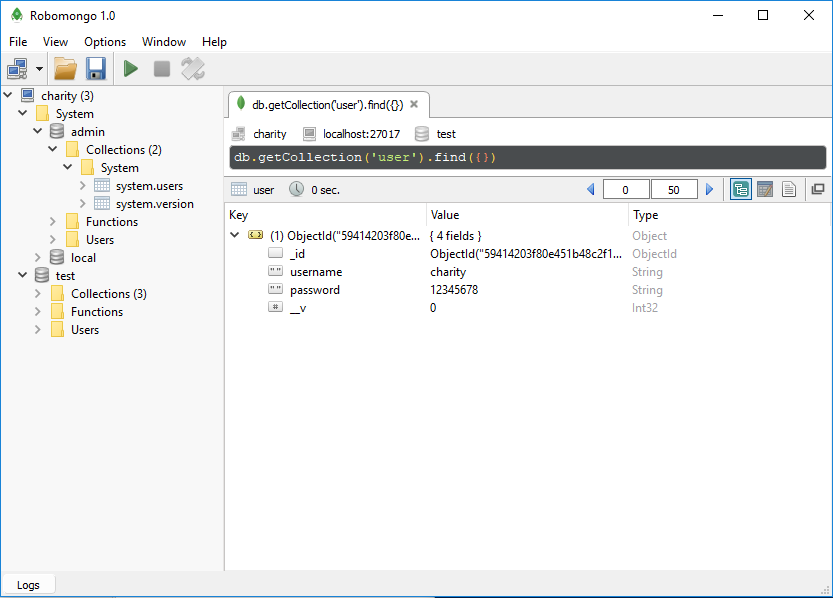 Robomongo 1.0
File View Options Window Help
charity (3)
System
admin
Collections (2)
System
system.users
system.version
Functions
Users
local
test
Collections (3)
Functions
Users
db.getCollection('user').find({})
charity localhost:27017 test
db.getCollection('user').find({})
user 0 sec. 0 50
Key Value Type
(1) ObjectId("59414203f80e... { 4 fields } Object
_id ObjectId("59414203f80e451b48c2f1... ObjectId
username charity String
password 12345678 String
__v 0 Int32
Logs